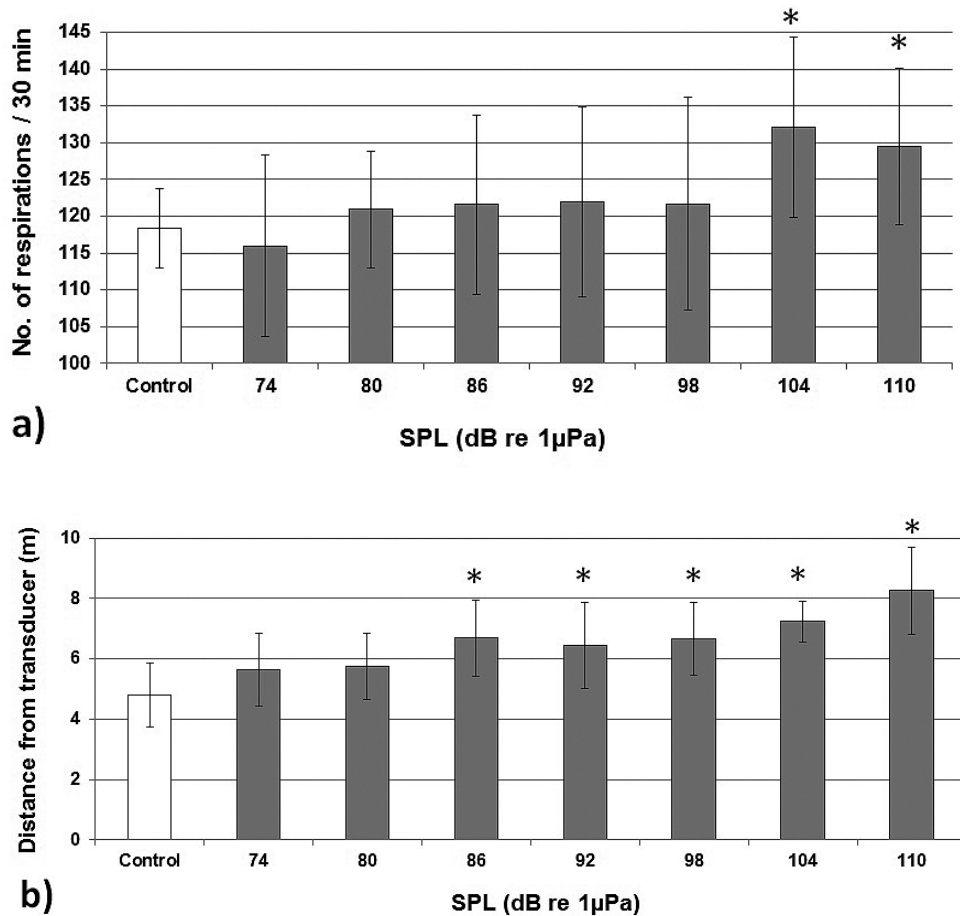 145
*
*
140
135
130
125
120
115
110
105
100
No. of respirations / 30 min
Control 74 80 86 92 98 104 110
a)
SPL (dB re 1µPa)
10
*
* * * *
8
6
4
2
0
Distance from transducer (m)
Control 74 80 86 92 98 104 110
b)
SPL (dB re 1µPa)